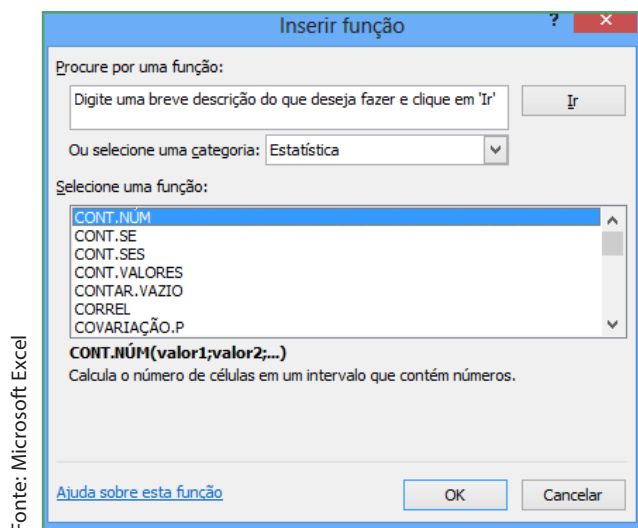 Inserir função
?
×
Procure por uma função:
Digite uma breve descrição do que deseja fazer e clique em 'Ir'
Ir
Ou selecione uma categoria: Estatística
Selecione uma função:
CONT.NÚM
CONT.SE
CONT.SES
CONT.VALORES
CONTAR.VAZIO
CORREL
COVARIAÇÃO.P
CONT.NÚM(valor1;valor2;...)
Calcula o número de células em um intervalo que contém números.
Ajuda sobre esta função
OK
Cancelar
Fonte: Microsoft Excel